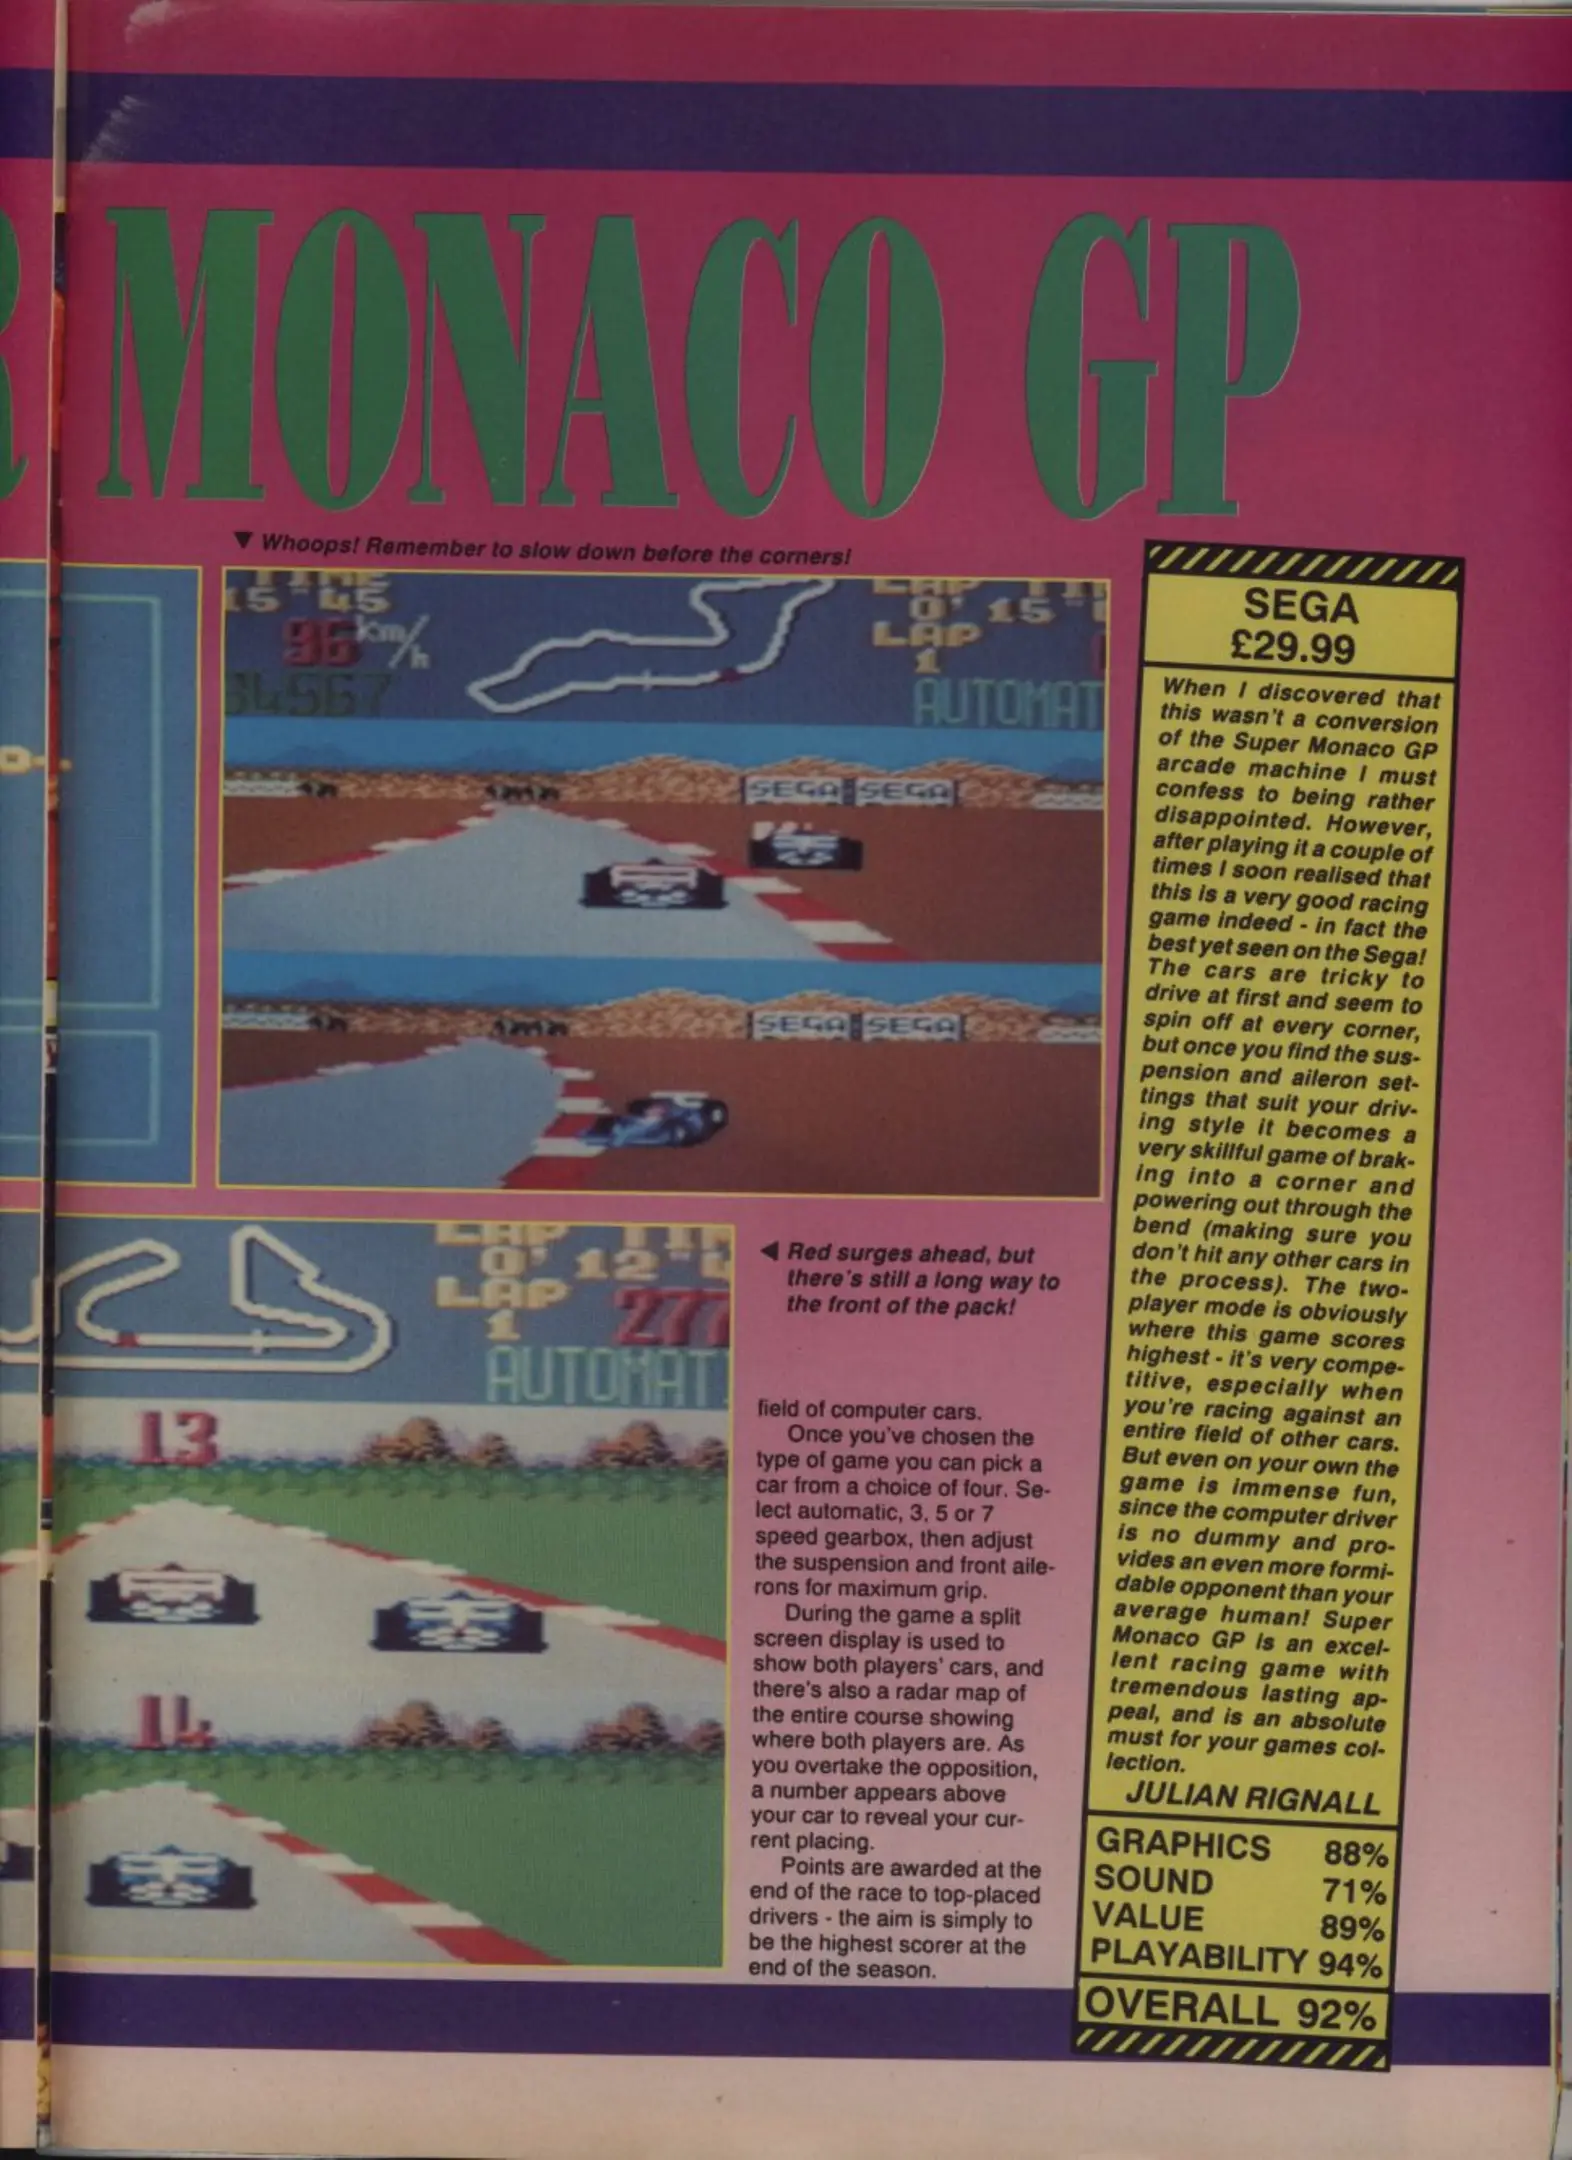 R MONACO GP
▼ Whoops! Remember to slow down before the corners!
TIME
15"45
96 km/h
34567
LAP TIM
0' 15"
LAP
1
AUTOMAT
SEGA SEGA
SEGA SEGA
LAP TIM
0' 12"
LAP
1
277
AUTOMAT
13
14
◀ Red surges ahead, but
there's still a long way to
the front of the pack!
field of computer cars.
Once you've chosen the
type of game you can pick a
car from a choice of four. Se-
lect automatic, 3, 5 or 7
speed gearbox, then adjust
the suspension and front aile-
rons for maximum grip.
During the game a split
screen display is used to
show both players' cars, and
there's also a radar map of
the entire course showing
where both players are. As
you overtake the opposition,
a number appears above
your car to reveal your cur-
rent placing.
Points are awarded at the
end of the race to top-placed
drivers - the aim is simply to
be the highest scorer at the
end of the season.
SEGA
£29.99
When I discovered that
this wasn't a conversion
of the Super Monaco GP
arcade machine I must
confess to being rather
disappointed. However,
after playing it a couple of
times I soon realised that
this is a very good racing
game indeed - in fact the
best yet seen on the Sega!
The cars are tricky to
drive at first and seem to
spin off at every corner,
but once you find the sus-
pension and aileron set-
tings that suit your driv-
ing style it becomes a
very skillful game of brak-
ing into a corner and
powering out through the
bend (making sure you
don't hit any other cars in
the process). The two-
player mode is obviously
where this game scores
highest - it's very compe-
titive, especially when
you're racing against an
entire field of other cars.
But even on your own the
game is immense fun,
since the computer driver
is no dummy and pro-
vides an even more formi-
dable opponent than your
average human! Super
Monaco GP is an excel-
lent racing game with
tremendous lasting ap-
peal, and is an absolute
must for your games col-
lection.
JULIAN RIGNALL
GRAPHICS 88%
SOUND 71%
VALUE 89%
PLAYABILITY 94%
OVERALL 92%